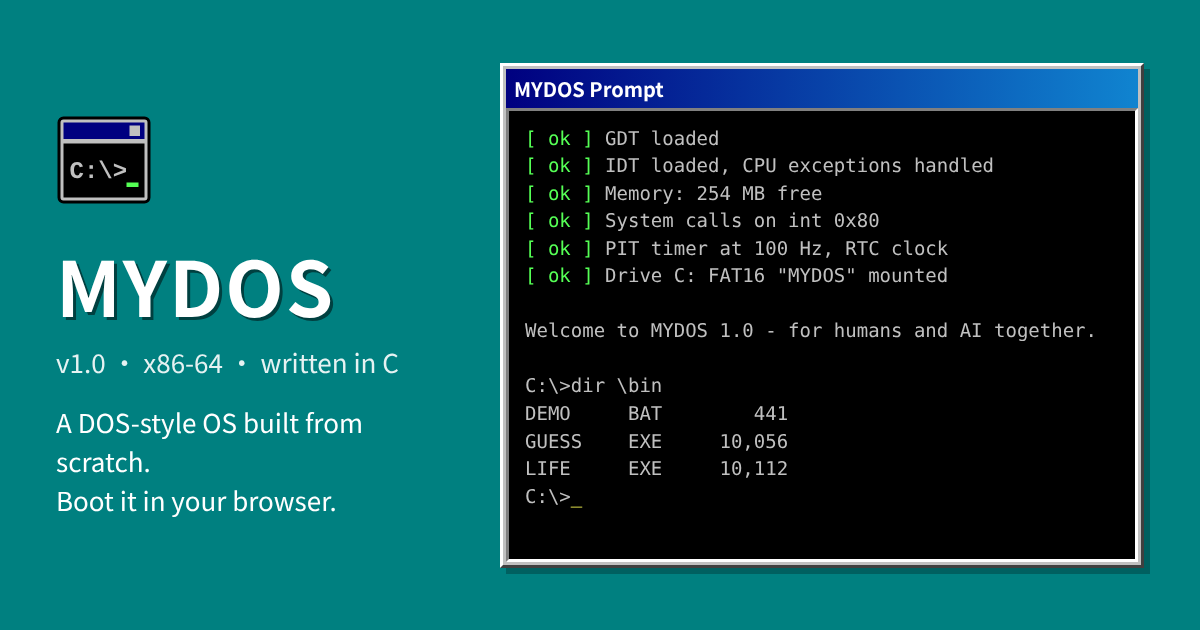 C:\>_
MYDOS
v1.0 • x86-64 • written in C
A DOS-style OS built from
scratch.
Boot it in your browser.
MYDOS Prompt
[ ok ] GDT loaded
[ ok ] IDT loaded, CPU exceptions handled
[ ok ] Memory: 254 MB free
[ ok ] System calls on int 0x80
[ ok ] PIT timer at 100 Hz, RTC clock
[ ok ] Drive C: FAT16 "MYDOS" mounted
Welcome to MYDOS 1.0 - for humans and AI together.
C:\>dir \bin
DEMO     BAT        441
GUESS    EXE     10,056
LIFE     EXE     10,112
C:\>_